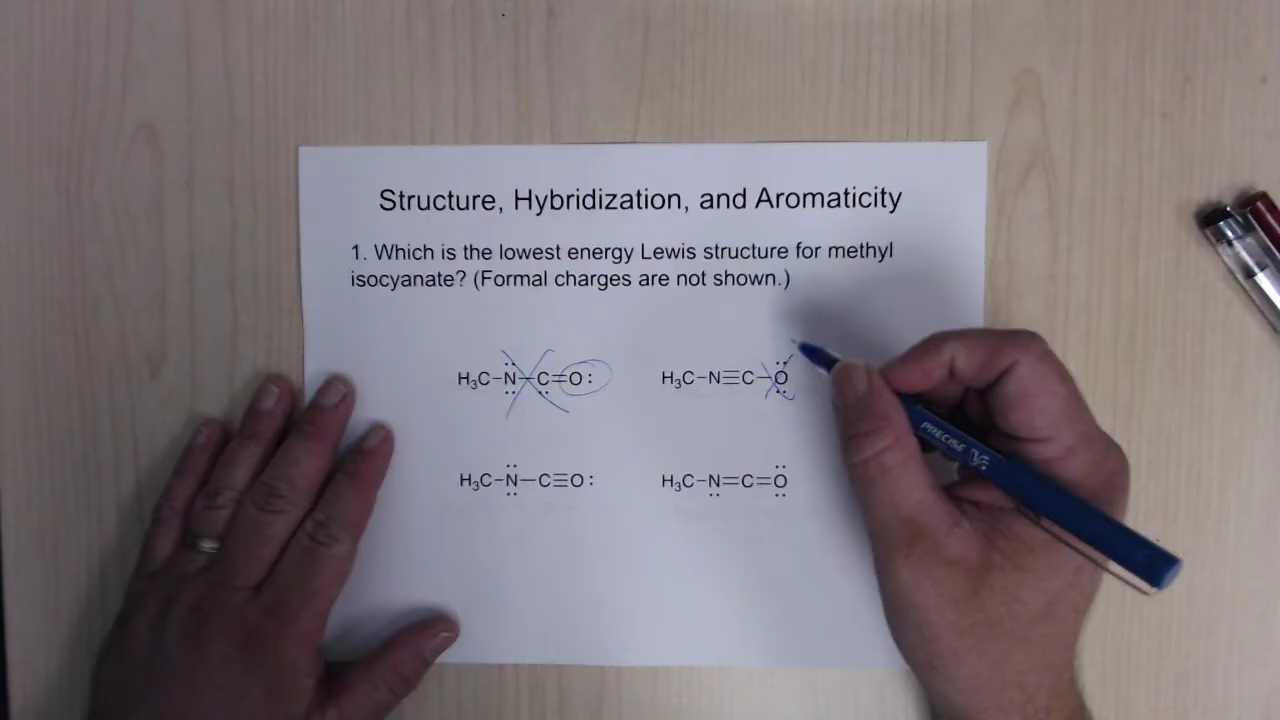 Structure, Hybridization, and Aromaticity
1. Which is the lowest energy Lewis structure for methyl
isocyanate? (Formal charges are not shown.)
H₃C–N–C=O:
H₃C–N≡C–O
H₃C–N–C≡O:
H₃C–N=C=O
PRECISE V5